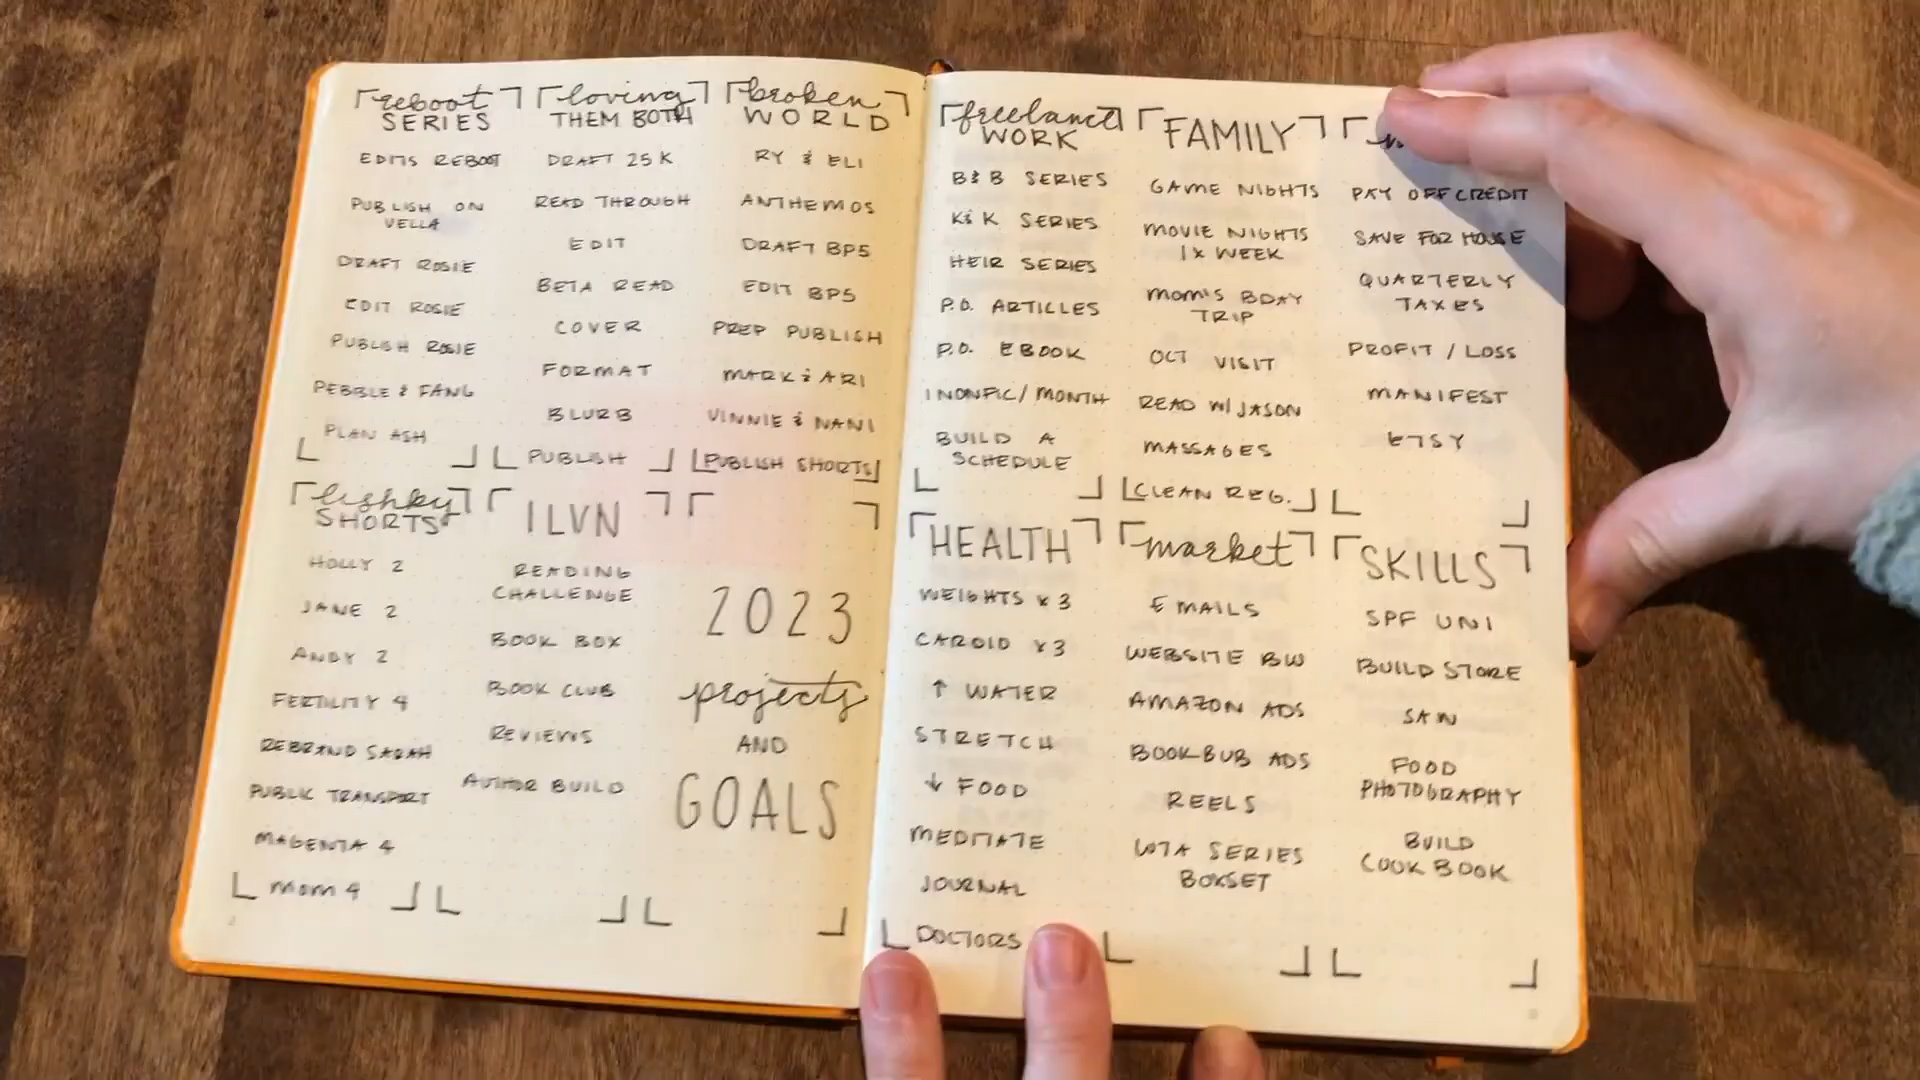 reboot
SERIES
EDITS REBOOT
PUBLISH ON
VELLA
DRAFT ROSIE
EDIT ROSIE
PUBLISH ROSIE
PEBBLE & FANG
PLAN ASH
loving
THEM BOTH
DRAFT 25K
READ THROUGH
EDIT
BETA READ
COVER
FORMAT
BLURB
PUBLISH
broken
WORLD
RY & ELI
ANTHEMOS
DRAFT BP5
EDIT BP5
PREP PUBLISH
MARK & ARI
VINNIE & NANI
PUBLISH SHORTS
SHORTS
HOLLY 2
JANE 2
ANDY 2
FERTILITY 4
REBRAND SARAH
PUBLIC TRANSPORT
MAGENTA 4
mom 4
ILVN
READING
CHALLENGE
BOOK BOX
BOOK CLUB
REVIEWS
AUTHOR BUILD
2023
projects
AND
GOALS
freelance
WORK
B&B SERIES
K&K SERIES
HEIR SERIES
P.O. ARTICLES
P.O. EBOOK
1 NONFIC/MONTH
BUILD A
SCHEDULE
FAMILY
GAME NIGHTS
MOVIE NIGHTS
1X WEEK
MOM'S BDAY
TRIP
OCT VISIT
READ W/ JASON
MASSAGES
CLEAN REG.
PAY OFF CREDIT
SAVE FOR HOUSE
QUARTERLY
TAXES
PROFIT / LOSS
MANIFEST
ETSY
HEALTH
WEIGHTS x3
CAROID x3
↑ WATER
STRETCH
↓ FOOD
MEDITATE
JOURNAL
DOCTORS
market
EMAILS
WEBSITE BW
AMAZON ADS
BOOKBUB ADS
REELS
SERIES
BOXSET
SKILLS
SPF UNI
BUILD STORE
FOOD
PHOTOGRAPHY
BUILD
COOK BOOK